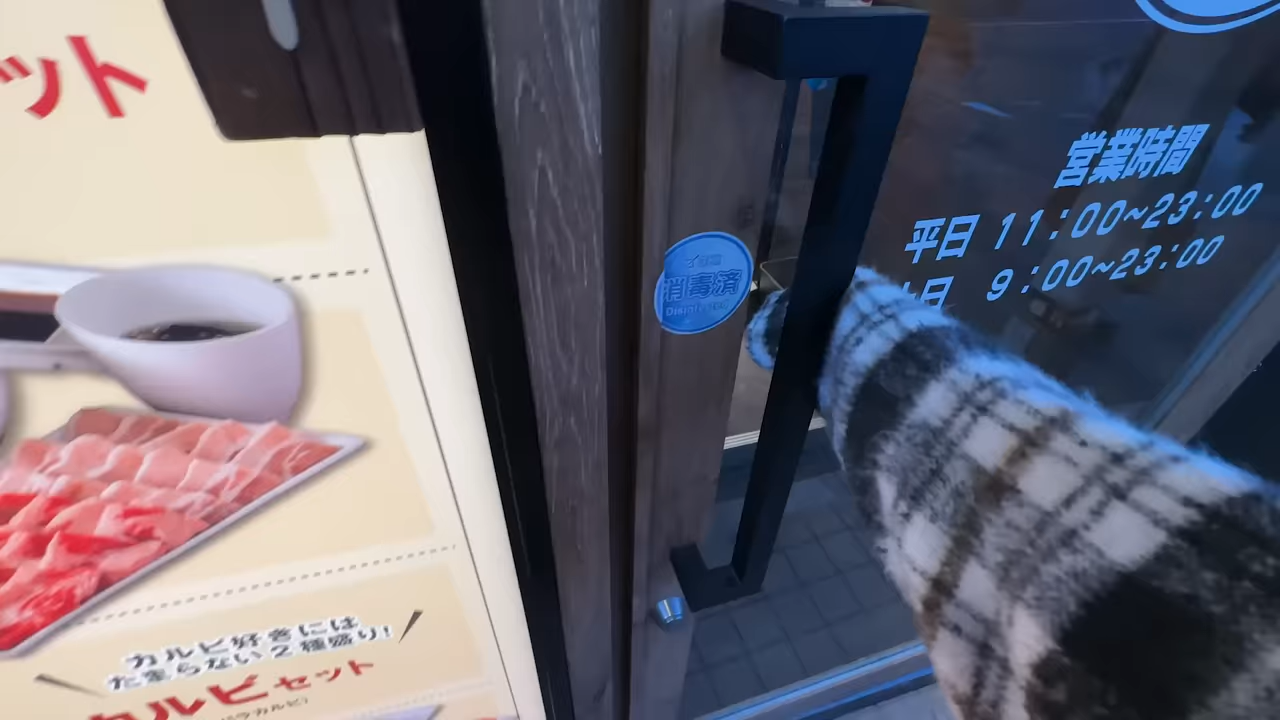 ット
カルビ好きには
たまらない2種盛り!
カルビセット
消毒済
営業時間
平日 11:00~23:00
日 9:00~23:00